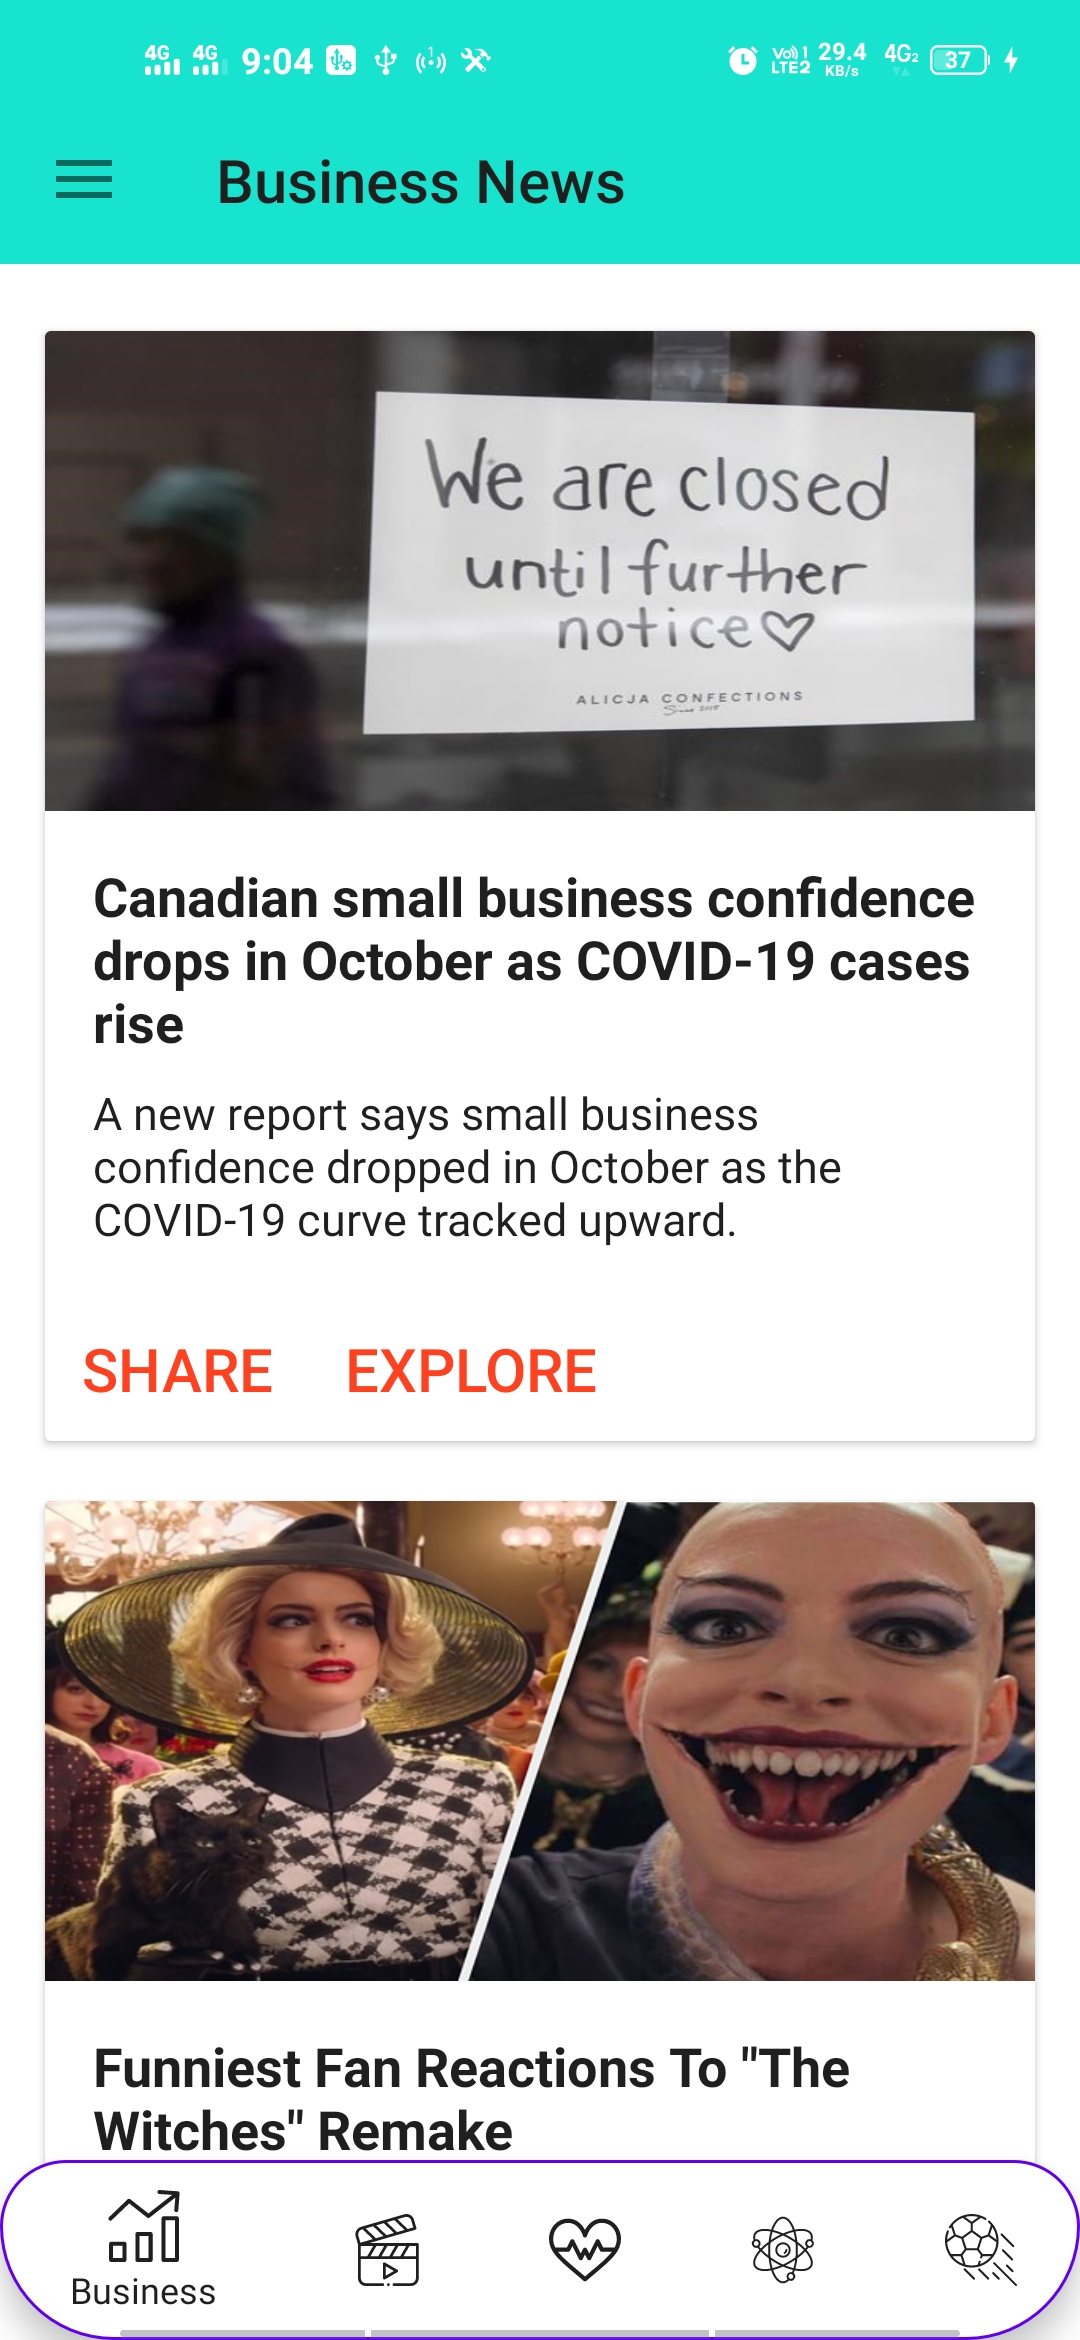 4G 4G 9:04 Vo)) 1 LTE2 29.4 KB/s 4G2 37
Business News
We are closed
until further
notice♡
ALICJA CONFECTIONS
Canadian small business confidence
drops in October as COVID-19 cases
rise
A new report says small business
confidence dropped in October as the
COVID-19 curve tracked upward.
SHARE EXPLORE
Funniest Fan Reactions To "The
Witches" Remake
Business